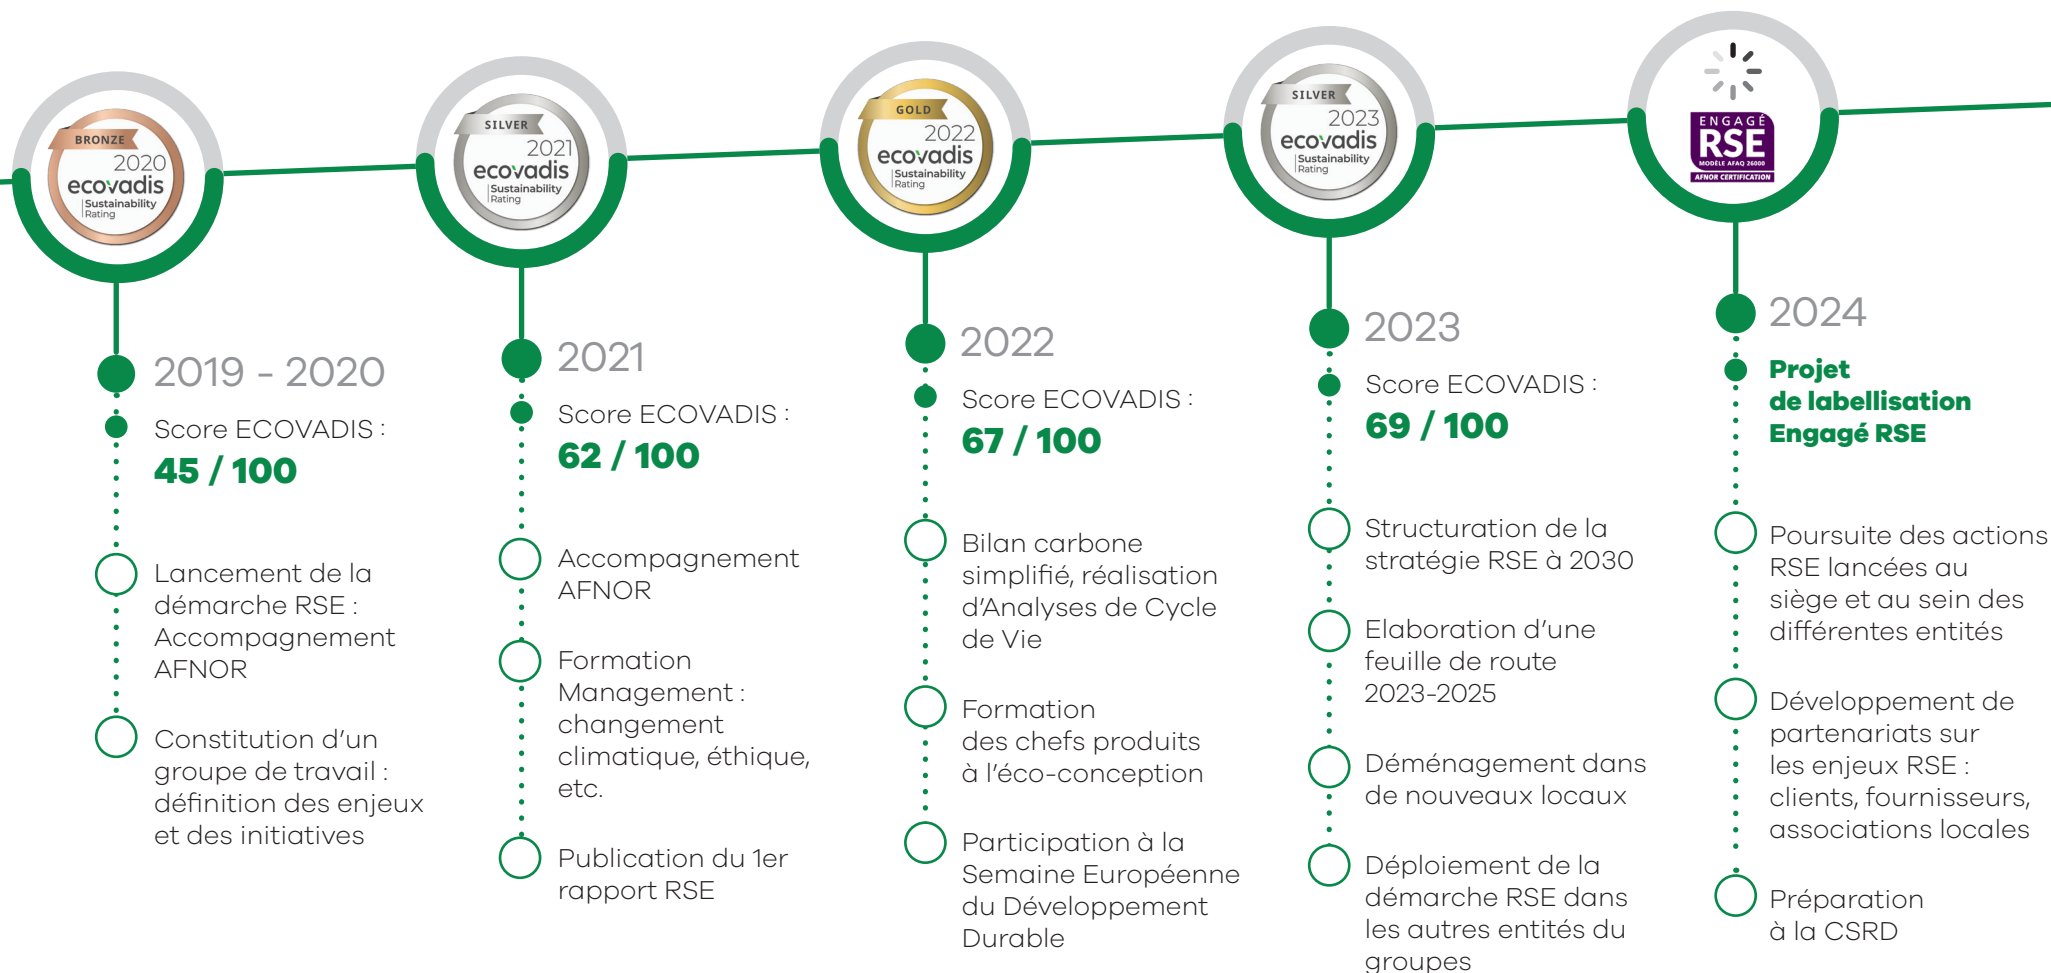 BRONZE
2020
ecovadis
Sustainability
Rating
2019 - 2020
Score ECOVADIS :
45 / 100
Lancement de la
démarche RSE :
Accompagnement
AFNOR
Constitution d’un
groupe de travail :
définition des enjeux
et des initiatives
SILVER
2021
ecovadis
Sustainability
Rating
2021
Score ECOVADIS :
62 / 100
Accompagnement
AFNOR
Formation
Management :
changement
climatique, éthique,
etc.
Publication du 1er
rapport RSE
GOLD
2022
ecovadis
Sustainability
Rating
2022
Score ECOVADIS :
67 / 100
Bilan carbone
simplifié, réalisation
d’Analyses de Cycle
de Vie
Formation
des chefs produits
à l’éco-conception
Participation à la
Semaine Européenne
du Développement
Durable
SILVER
2023
ecovadis
Sustainability
Rating
2023
Score ECOVADIS :
69 / 100
Structuration de la
stratégie RSE à 2030
Elaboration d’une
feuille de route
2023-2025
Déménagement dans
de nouveaux locaux
Déploiement de la
démarche RSE dans
les autres entités du
groupes
ENGAGÉ
RSE
MODÈLE AFAQ 26000
AFNOR CERTIFICATION
2024
Projet
de labellisation
Engagé RSE
Poursuite des actions
RSE lancées au
siège et au sein des
différentes entités
Développement de
partenariats sur
les enjeux RSE :
clients, fournisseurs,
associations locales
Préparation
à la CSRD